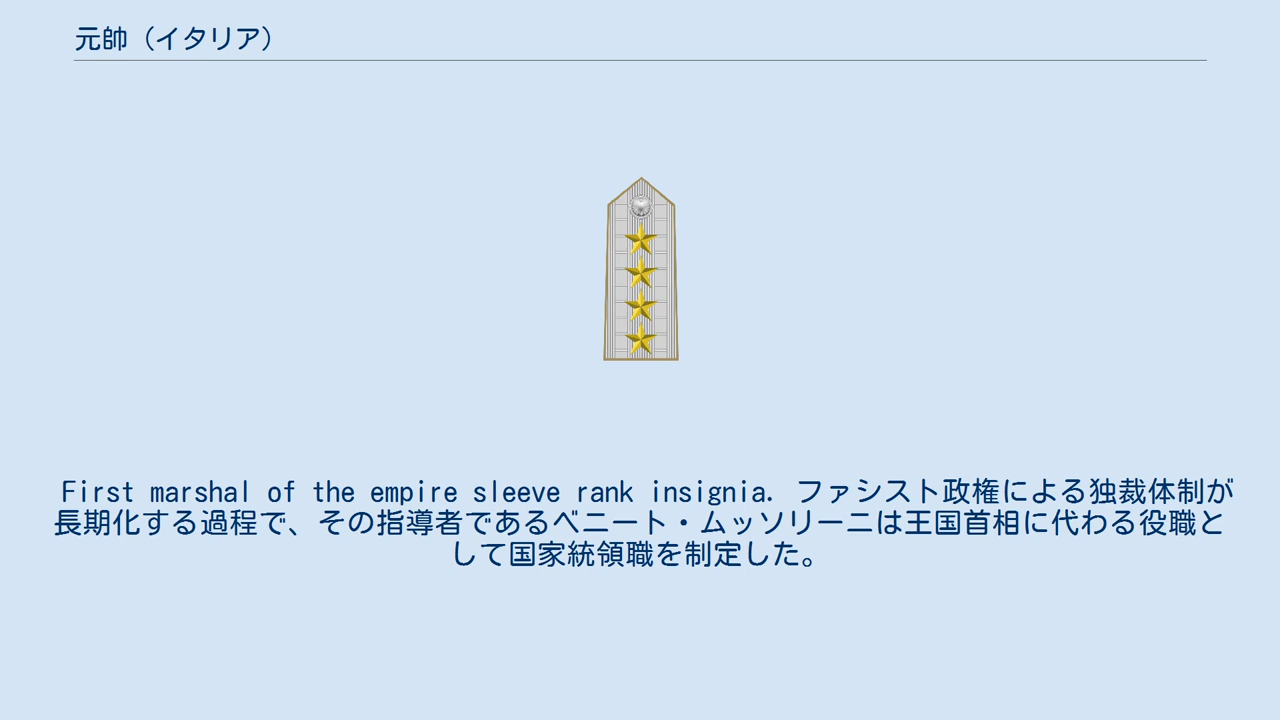 元帥（イタリア）
First marshal of the empire sleeve rank insignia. ファシスト政権による独裁体制が
長期化する過程で、その指導者であるベニート・ムッソリーニは王国首相に代わる役職と
して国家統領職を制定した。